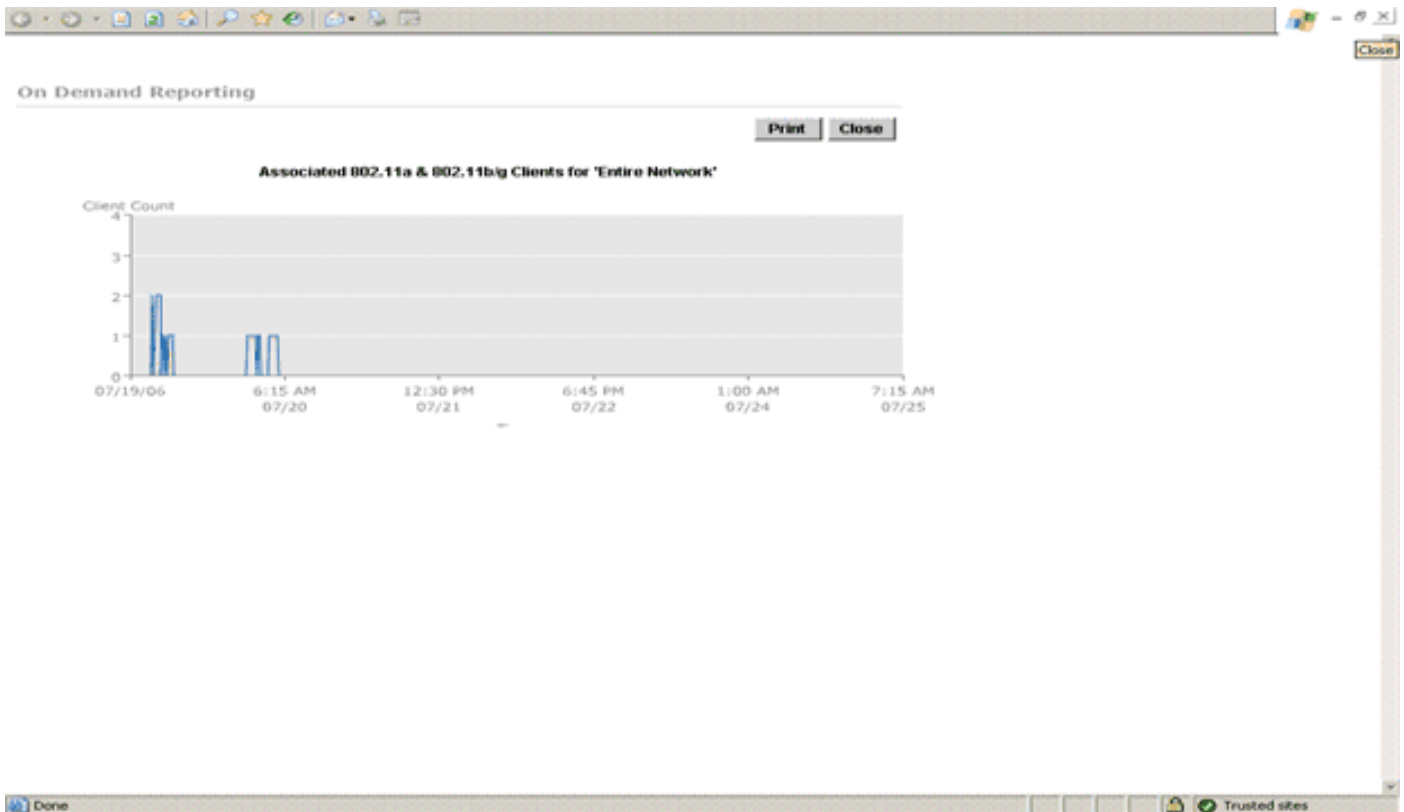 Close
On Demand Reporting
Print Close
Associated 802.11a & 802.11b/g Clients for 'Entire Network'
Client Count
4
3
2
1
0
07/19/06 6:15 AM 12:30 PM 6:45 PM 1:00 AM 7:15 AM
07/20 07/21 07/22 07/24 07/25
Done Trusted sites